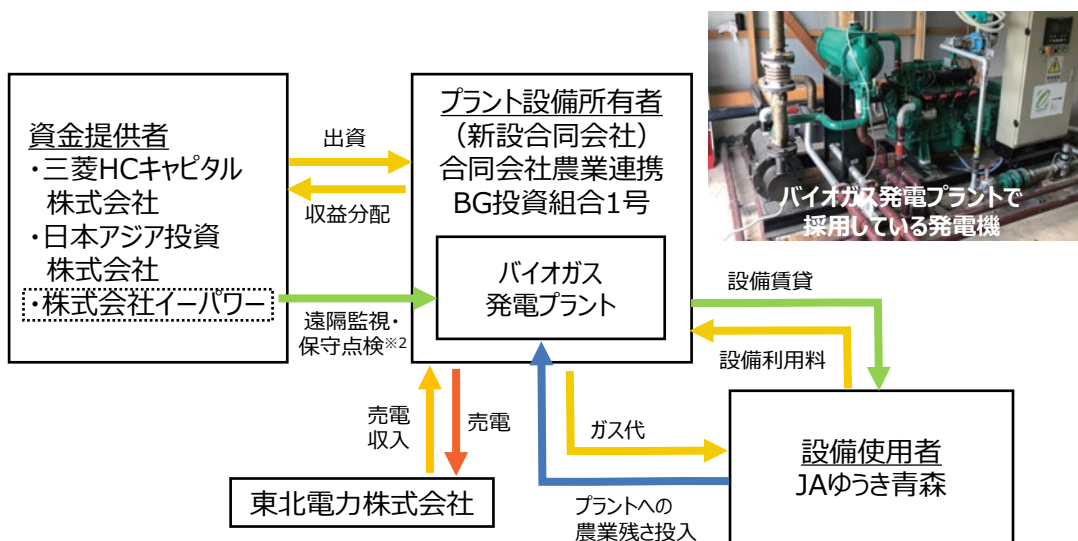 資金提供者
・三菱HCキャピタル
株式会社
・日本アジア投資
株式会社
・株式会社イーパワー
出資
収益分配
遠隔監視・
保守点検※2
プラント設備所有者
（新設合同会社）
合同会社農業連携
BG投資組合1号
バイオガス
発電プラント
バイオガス発電プラントで
採用している発電機
設備賃貸
設備利用料
売電
収入
売電
ガス代
プラントへの
農業残さ投入
東北電力株式会社
設備使用者
JAゆうき青森